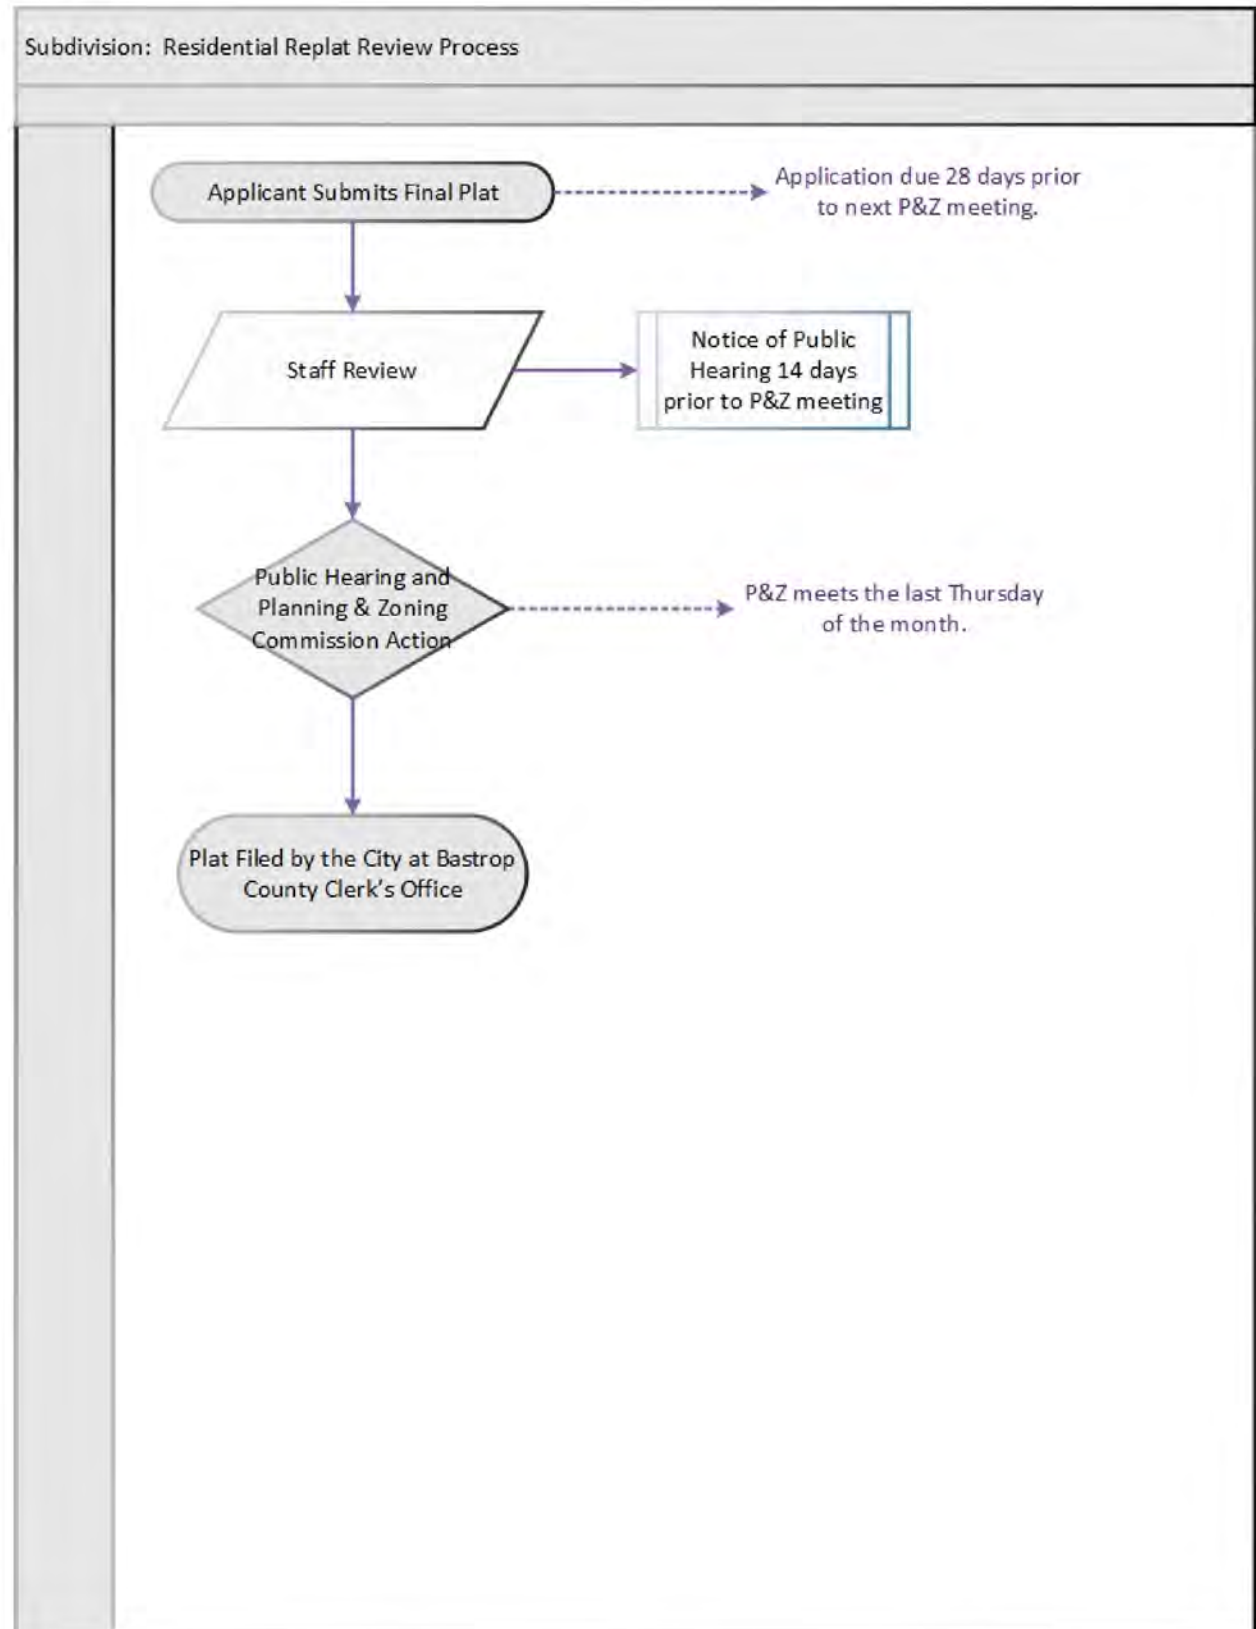 Subdivision: Residential Replat Review Process
Applicant Submits Final Plat
Application due 28 days prior
to next P&Z meeting.
Staff Review
Notice of Public
Hearing 14 days
prior to P&Z meeting
Public Hearing and
Planning & Zoning
Commission Action
P&Z meets the last Thursday
of the month.
Plat Filed by the City at Bastrop
County Clerk's Office